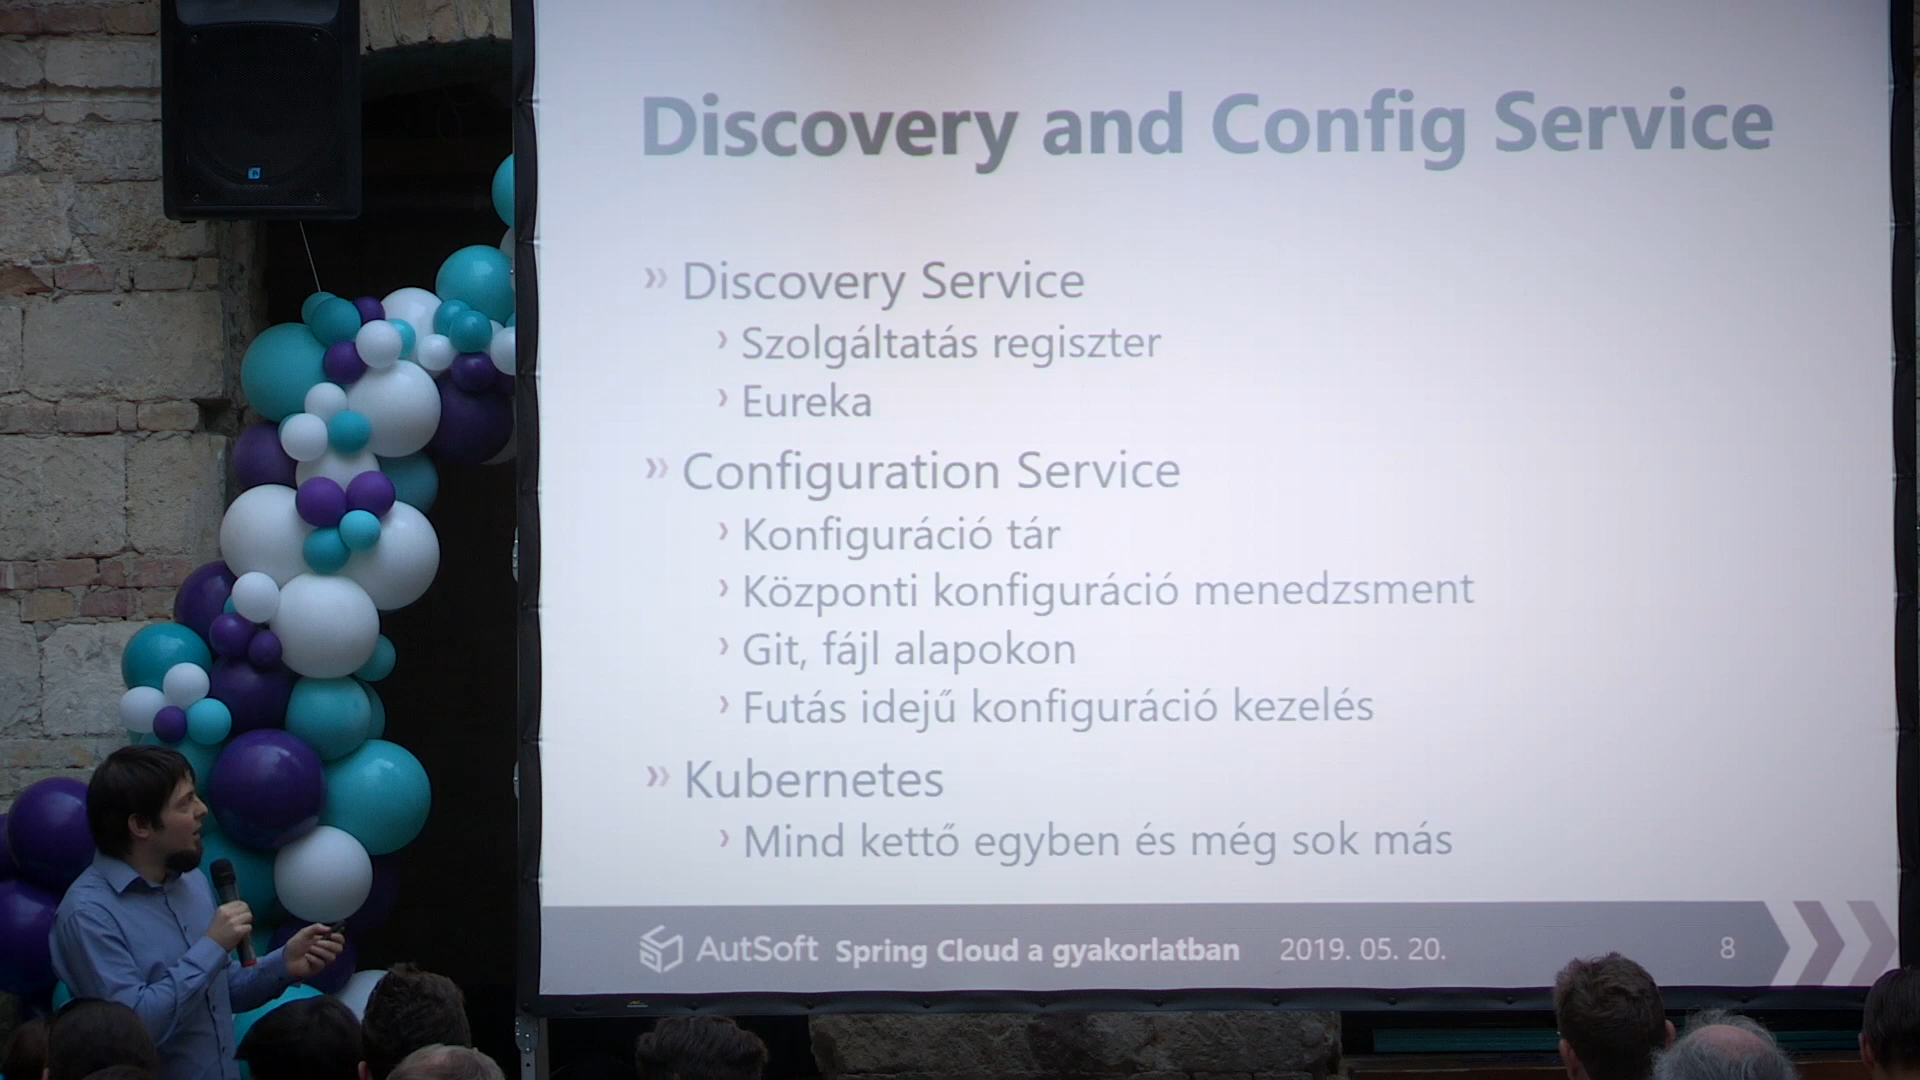 Discovery and Config Service
» Discovery Service
› Szolgáltatás regiszter
› Eureka
» Configuration Service
› Konfiguráció tár
› Központi konfiguráció menedzsment
› Git, fájl alapokon
› Futás idejű konfiguráció kezelés
» Kubernetes
› Mind kettő egyben és még sok más
AutSoft Spring Cloud a gyakorlatban 2019. 05. 20. 8